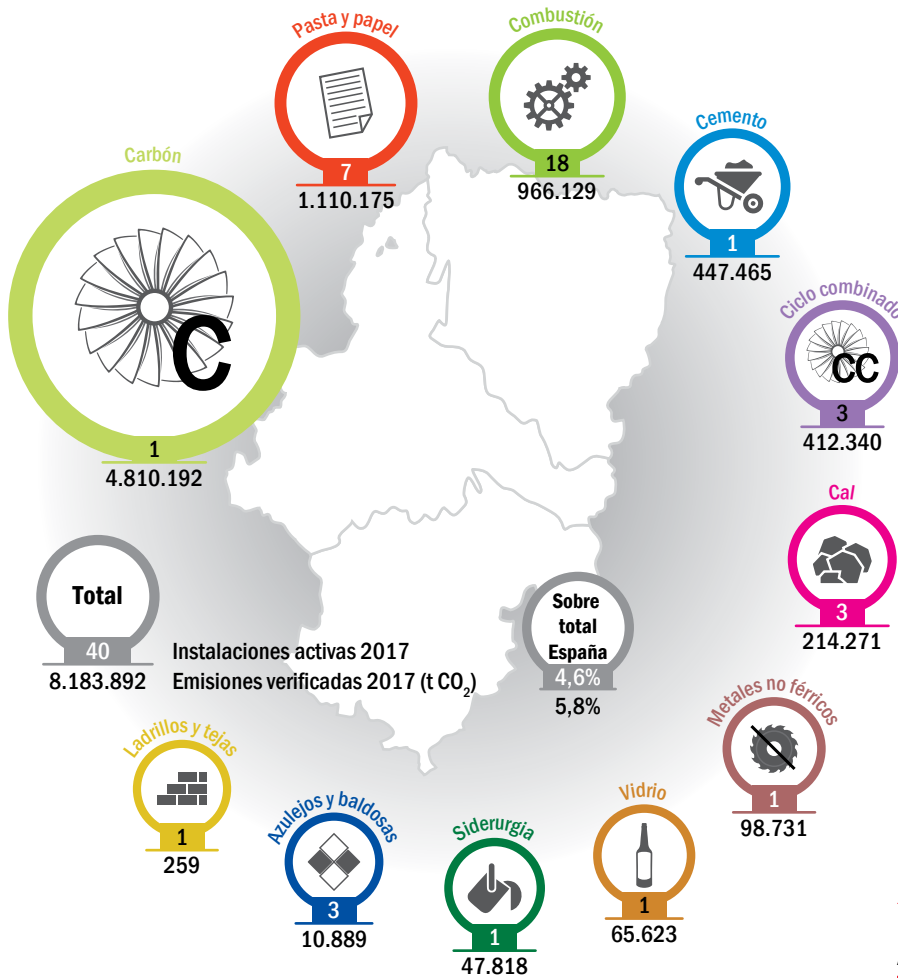 Pasta y papel
7
1.110.175
Combustión
18
966.129
Cemento
1
447.465
Carbón
C
1
4.810.192
Ciclo combinado
CC
3
412.340
Cal
3
214.271
Total
40
8.183.892
Instalaciones activas 2017
Emisiones verificadas 2017 (t CO₂)
Sobre
total
España
4,6%
5,8%
Metales no férricos
1
98.731
Ladrillos y tejas
1
259
Azulejos y baldosas
3
10.889
Siderurgia
1
47.818
Vidrio
1
65.623